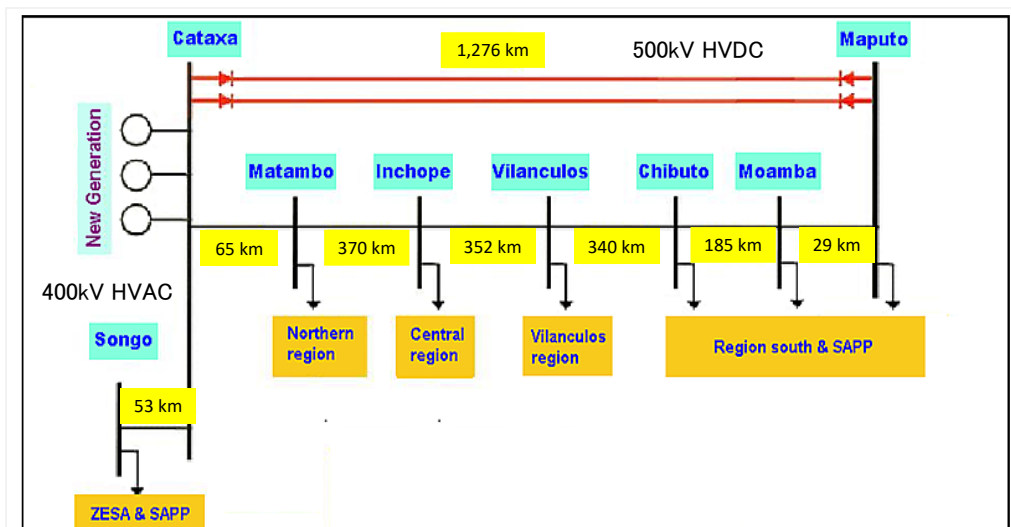 Cataxa
1,276 km
500kV HVDC
Maputo
New Generation
Matambo
Inchope
Vilanculos
Chibuto
Moamba
65 km
370 km
352 km
340 km
185 km
29 km
400kV HVAC
Songo
Northern
region
Central
region
Vilanculos
region
Region south & SAPP
53 km
ZESA & SAPP